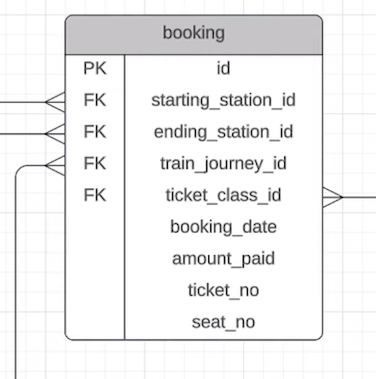 booking
PK id
FK starting_station_id
FK ending_station_id
FK train_journey_id
FK ticket_class_id
booking_date
amount_paid
ticket_no
seat_no